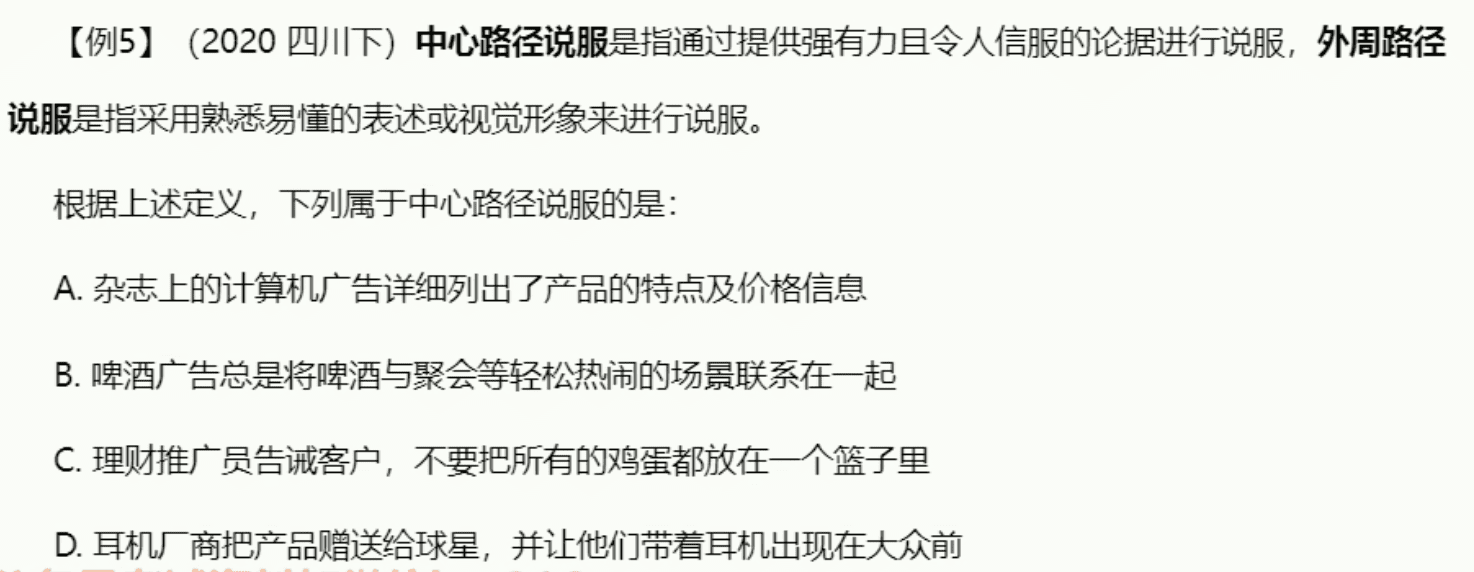 【例5】（2020 四川下）中心路径说服是指通过提供强有力且令人信服的论据进行说服，外周路径
说服是指采用熟悉易懂的表述或视觉形象来进行说服。
根据上述定义，下列属于中心路径说服的是：
A. 杂志上的计算机广告详细列出了产品的特点及价格信息
B. 啤酒广告总是将啤酒与聚会等轻松热闹的场景联系在一起
C. 理财推广员告诫客户，不要把所有的鸡蛋都放在一个篮子里
D. 耳机厂商把产品赠送给球星，并让他们带着耳机出现在大众前